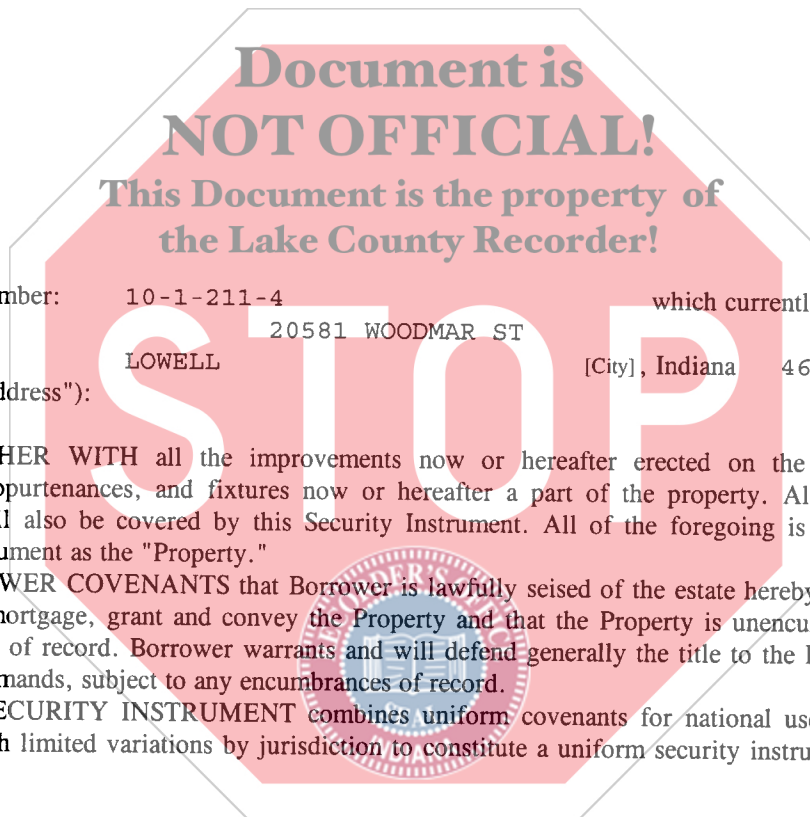 Document is
NOT OFFICIAL!
This Document is the property of
the Lake County Recorder!
mber: 10-1-211-4 which currentl
20581 WOODMAR ST
LOWELL [City], Indiana 46
ddress"):
STOP
HER WITH all the improvements now or hereafter erected on the
ppurtenances, and fixtures now or hereafter a part of the property. Al
l also be covered by this Security Instrument. All of the foregoing is
ument as the "Property."
WER COVENANTS that Borrower is lawfully seised of the estate hereby
mortgage, grant and convey the Property and that the Property is unencu
of record. Borrower warrants and will defend generally the title to the
mands, subject to any encumbrances of record.
ECURITY INSTRUMENT combines uniform covenants for national us
h limited variations by jurisdiction to constitute a uniform security instru
RECORDER'S OFFICE
SEAL
INDIANA